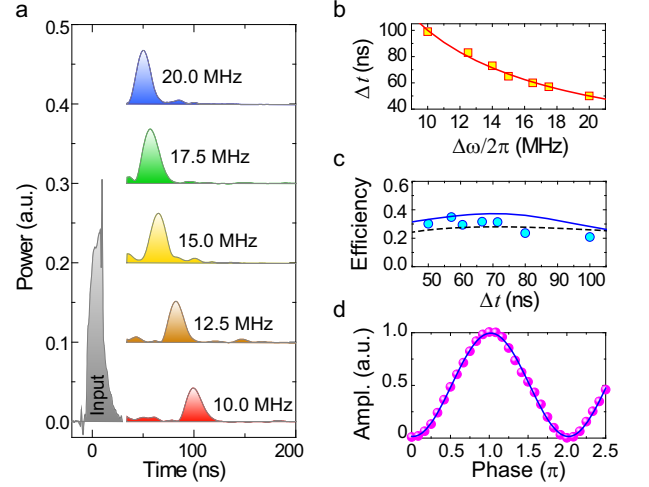 a
Power (a.u.)
0.5
0.4
0.3
0.2
0.1
0.0
20.0 MHz
17.5 MHz
15.0 MHz
12.5 MHz
10.0 MHz
Input
0
100
200
Time (ns)
b
Δt (ns)
100
80
60
40
10
12
14
16
18
20
Δω/2π (MHz)
c
Efficiency
0.6
0.4
0.2
0.0
50
60
70
80
90
100
Δt (ns)
d
Ampl. (a.u.)
1.0
0.5
0
0.0
0.5
1.0
1.5
2.0
2.5
Phase (π)